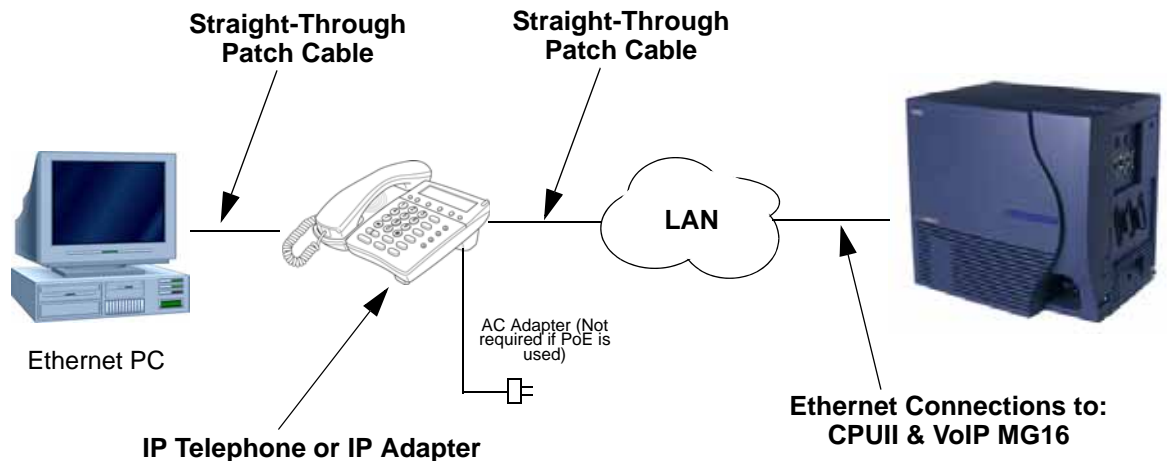 Straight-Through
Patch Cable
Straight-Through
Patch Cable
LAN
AC Adapter (Not
required if PoE is
used)
Ethernet PC
Ethernet Connections to:
CPUII & VoIP MG16
IP Telephone or IP Adapter